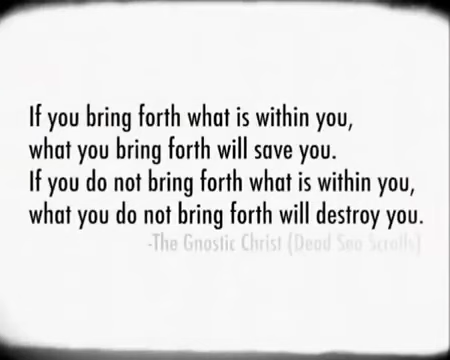 If you bring forth what is within you,
what you bring forth will save you.
If you do not bring forth what is within you,
what you do not bring forth will destroy you.
-The Gnostic Christ (Dead Sea Scrolls)